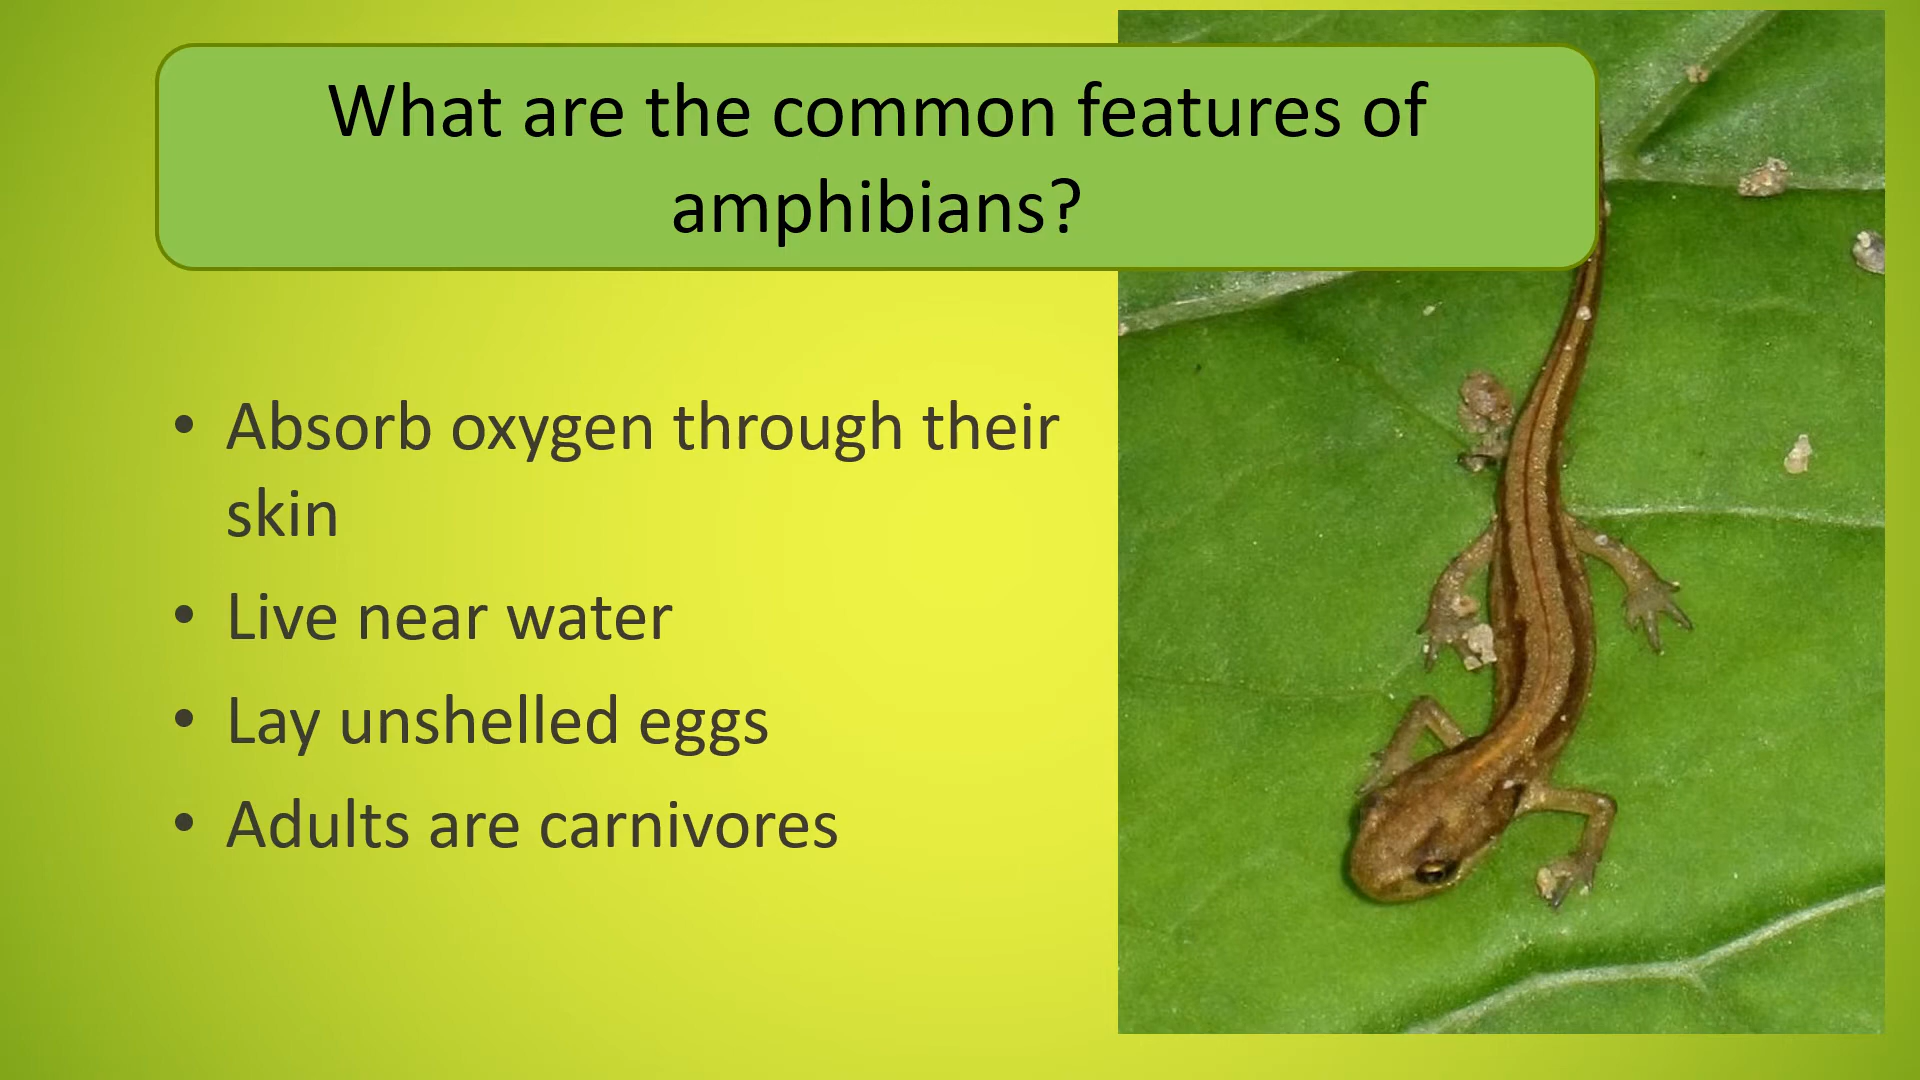 What are the common features of
amphibians?
• Absorb oxygen through their
skin
• Live near water
• Lay unshelled eggs
• Adults are carnivores